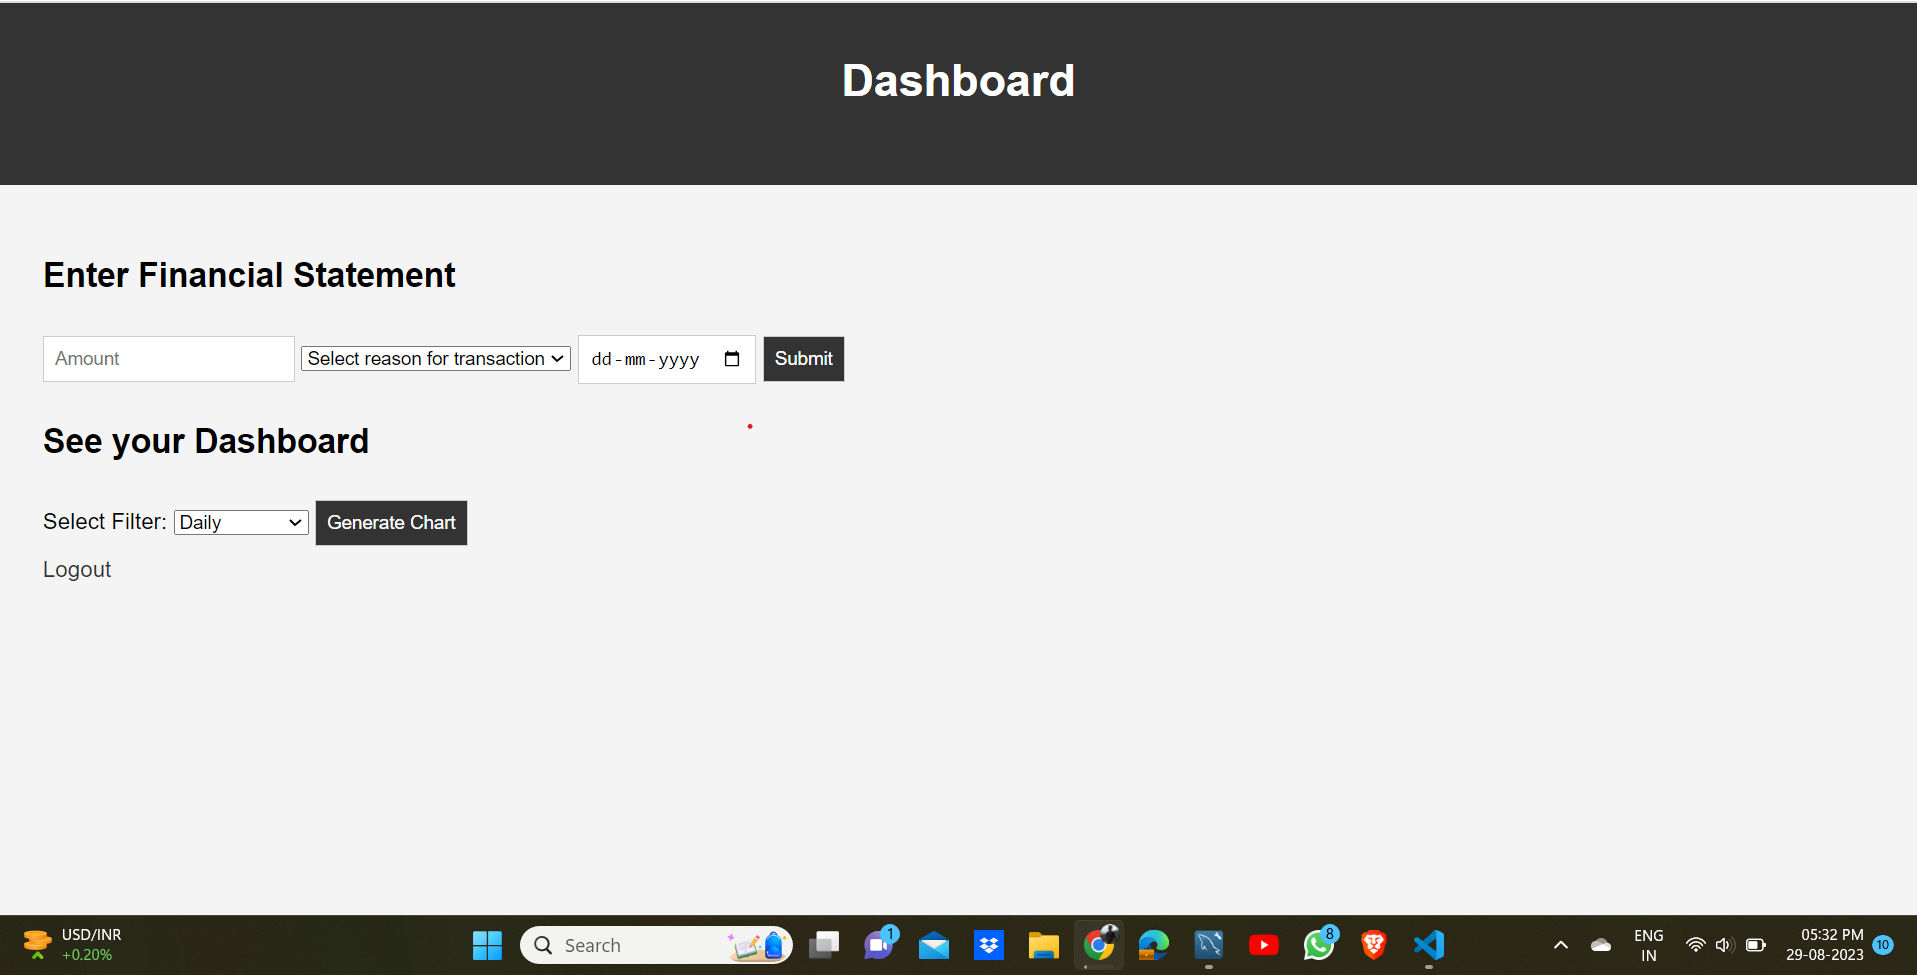 Dashboard
Enter Financial Statement
Amount Select reason for transaction dd-mm-yyyy Submit
See your Dashboard
Select Filter: Daily Generate Chart
Logout
USD/INR
+0.20%
Search
1
8
ENG
IN
05:32 PM
29-08-2023
10